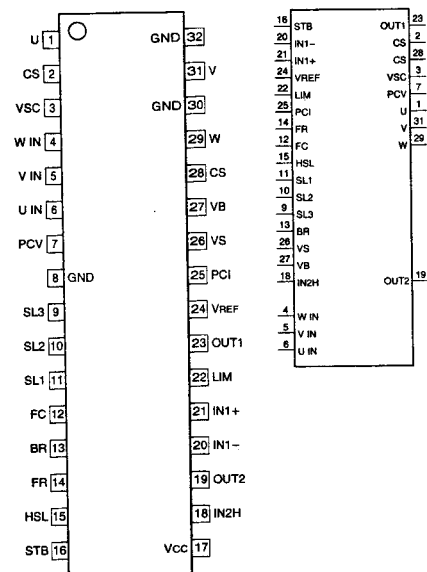 U 1
32 GND
CS 2
31 V
VSC 3
30 GND
W IN 4
29 W
V IN 5
28 CS
U IN 6
27 VB
PCV 7
26 VS
8 GND
25 PCI
SL3 9
24 VREF
SL2 10
23 OUT1
SL1 11
22 LIM
FC 12
21 IN1+
BR 13
20 IN1-
FR 14
19 OUT2
HSL 15
18 IN2H
STB 16
Vcc 17
16 STB
20 IN1-
21 IN1+
24 VREF
22 LIM
25 PCI
14 FR
12 FC
15 HSL
11 SL1
10 SL2
9 SL3
13 BR
26 VS
27 VB
18 IN2H
4 W IN
5 V IN
6 U IN
OUT1 23
CS 2
CS 28
VSC 3
PCV 7
U 1
V 31
W 29
OUT2 19